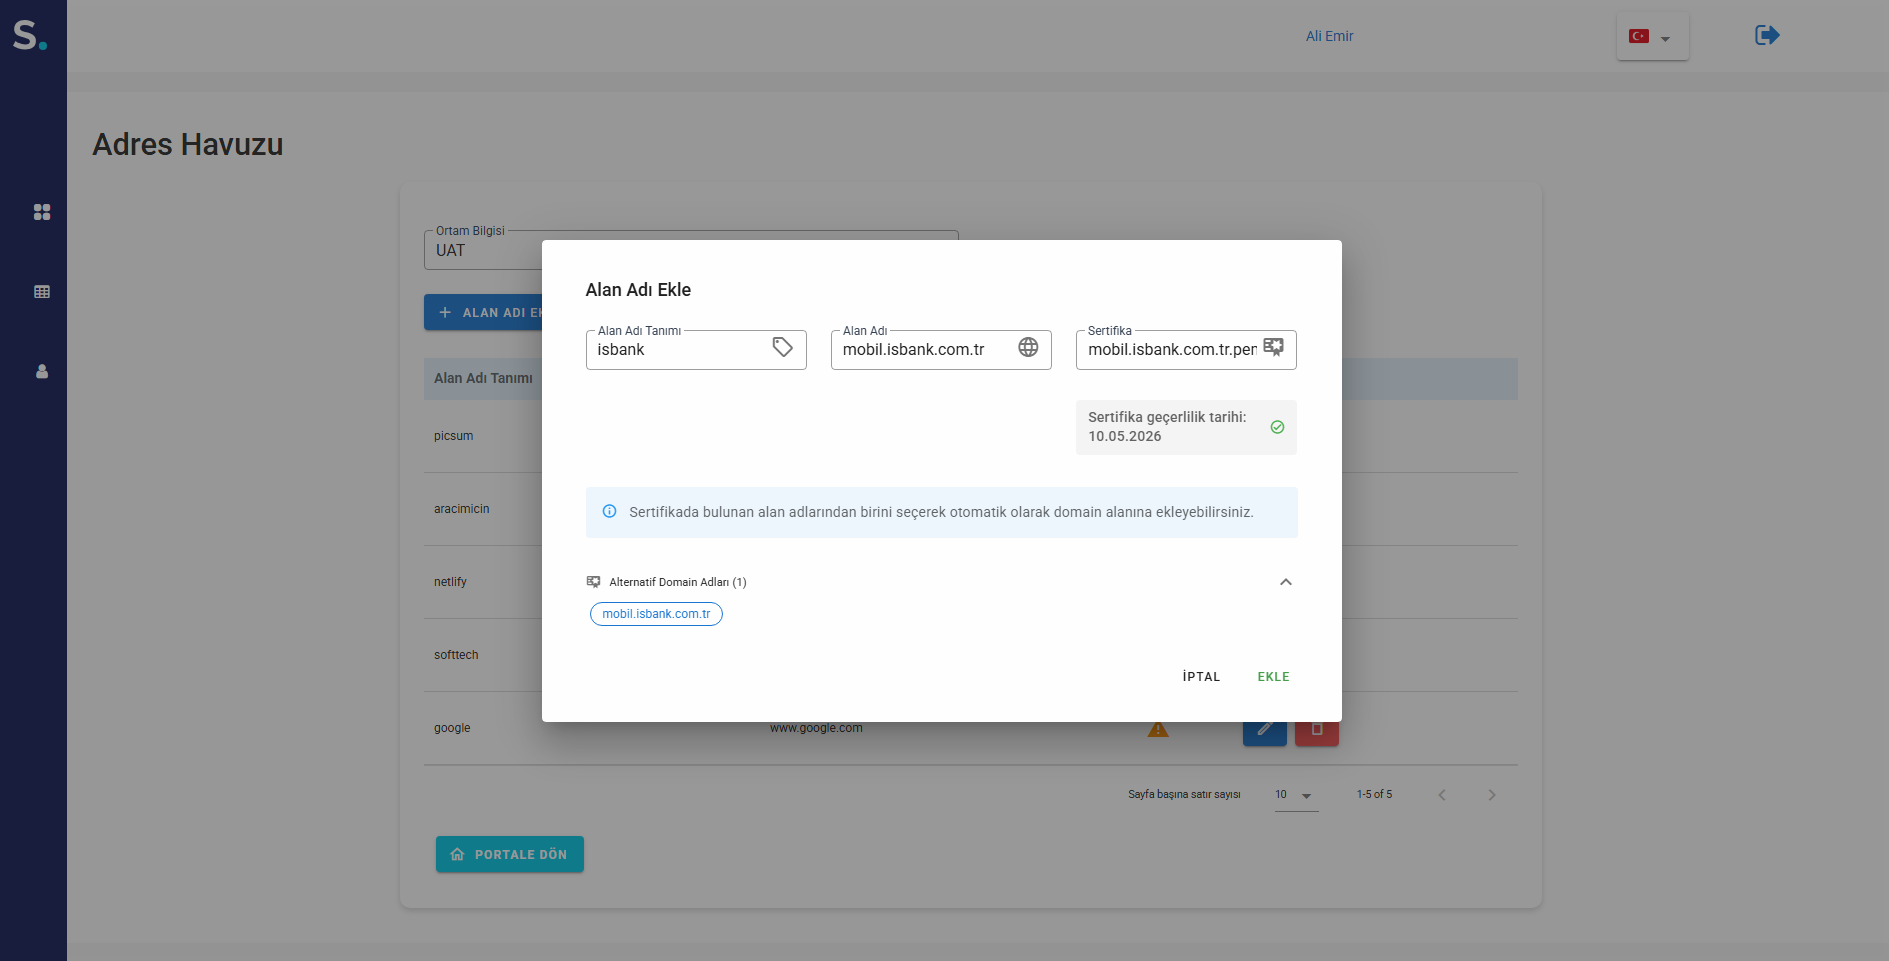 S.
Ali Emir
Adres Havuzu
Ortam Bilgisi
UAT
ALAN ADI EK
Alan Adı Tanımı
picsum
aracimicin
netlify
softtech
google
www.google.com
Alan Adı Ekle
Alan Adı Tanımı
isbank
Alan Adı
mobil.isbank.com.tr
Sertifika
mobil.isbank.com.tr.pem
Sertifika geçerlilik tarihi:
10.05.2026
Sertifikada bulunan alan adlarından birini seçerek otomatik olarak domain alanına ekleyebilirsiniz.
Alternatif Domain Adları (1)
mobil.isbank.com.tr
İPTAL
EKLE
Sayfa başına satır sayısı
10
1-5 of 5
PORTALE DÖN